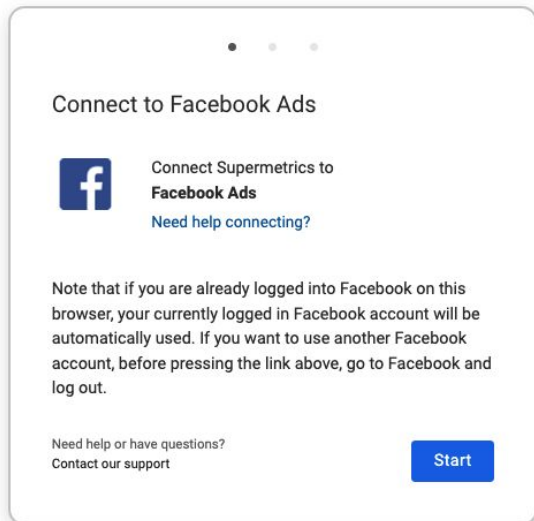 Connect to Facebook Ads
Connect Supermetrics to
Facebook Ads
Need help connecting?
Note that if you are already logged into Facebook on this
browser, your currently logged in Facebook account will be
automatically used. If you want to use another Facebook
account, before pressing the link above, go to Facebook and
log out.
Need help or have questions?
Contact our support
Start